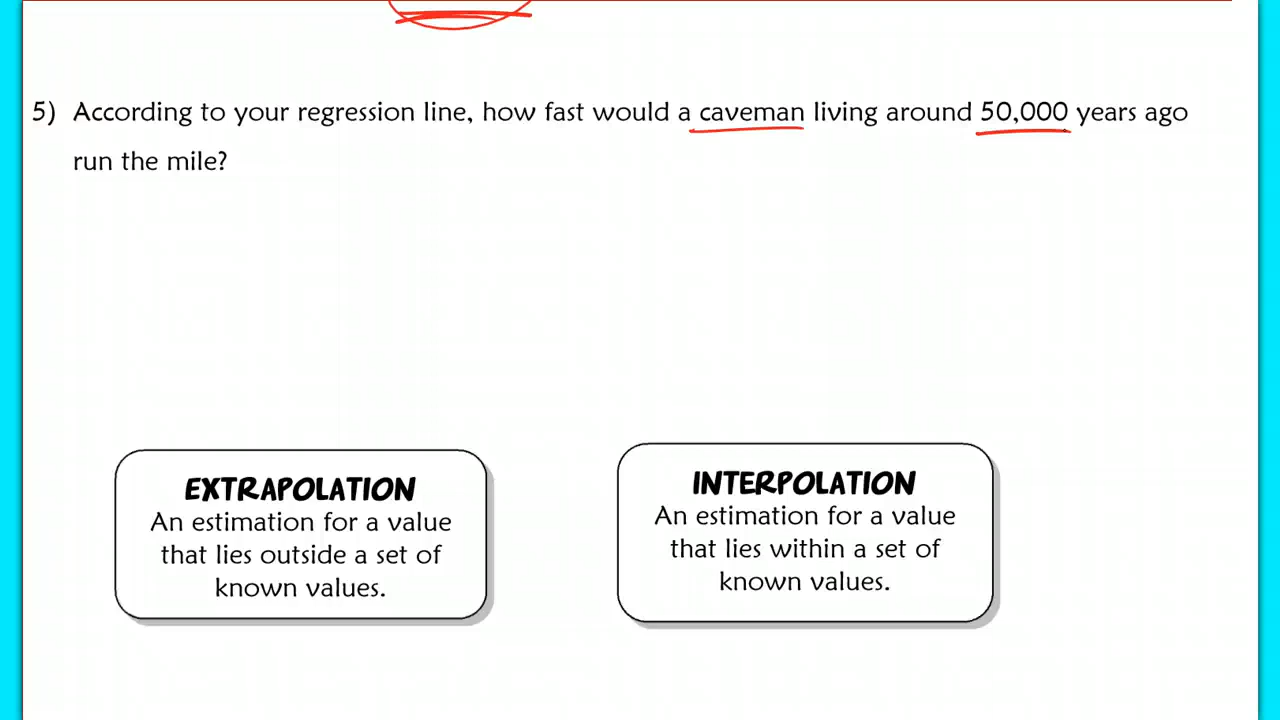 5) According to your regression line, how fast would a caveman living around 50,000 years ago
run the mile?
EXTRAPOLATION
An estimation for a value
that lies outside a set of
known values.
INTERPOLATION
An estimation for a value
that lies within a set of
known values.